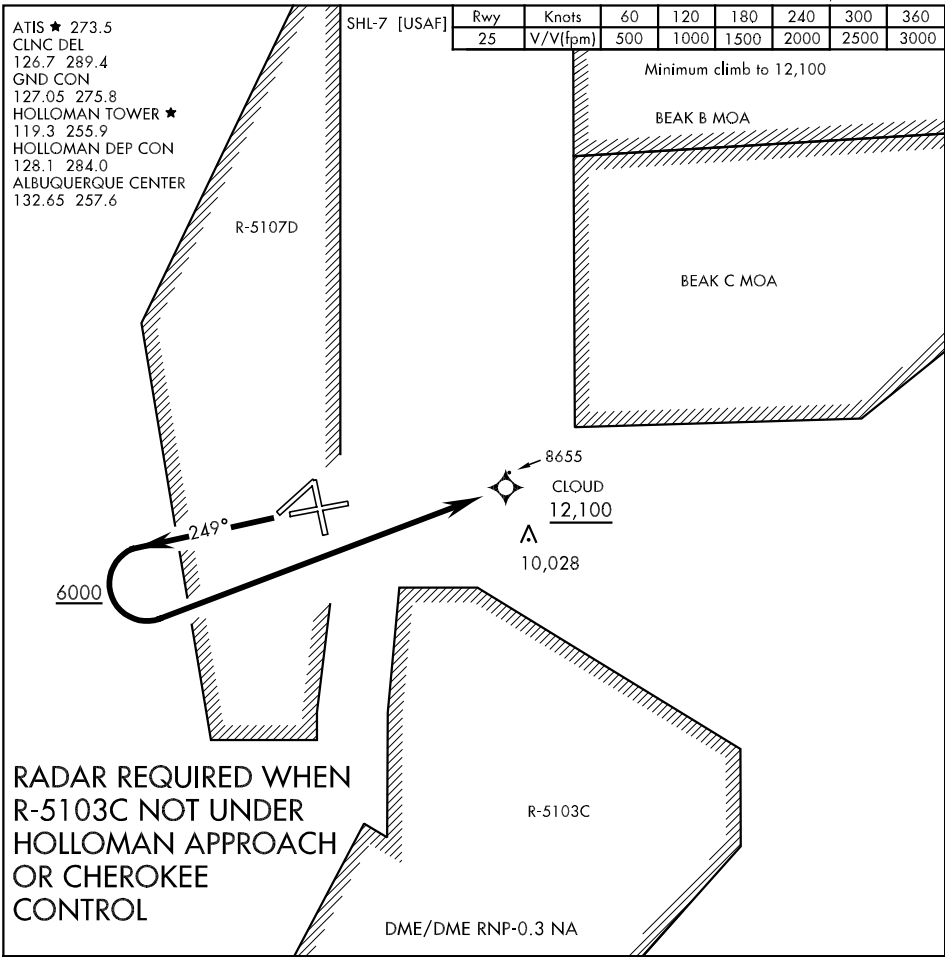 ATIS ★ 273.5
CLNC DEL
126.7 289.4
GND CON
127.05 275.8
HOLLOMAN TOWER ★
119.3 255.9
HOLLOMAN DEP CON
128.1 284.0
ALBUQUERQUE CENTER
132.65 257.6
SHL-7 [USAF]
Rwy Knots 60 120 180 240 300 360
25 V/V(fpm) 500 1000 1500 2000 2500 3000
Minimum climb to 12,100
BEAK B MOA
R-5107D
BEAK C MOA
8655
CLOUD
12,100
249°
10,028
6000
RADAR REQUIRED WHEN
R-5103C NOT UNDER
HOLLOMAN APPROACH
OR CHEROKEE
CONTROL
R-5103C
DME/DME RNP-0.3 NA